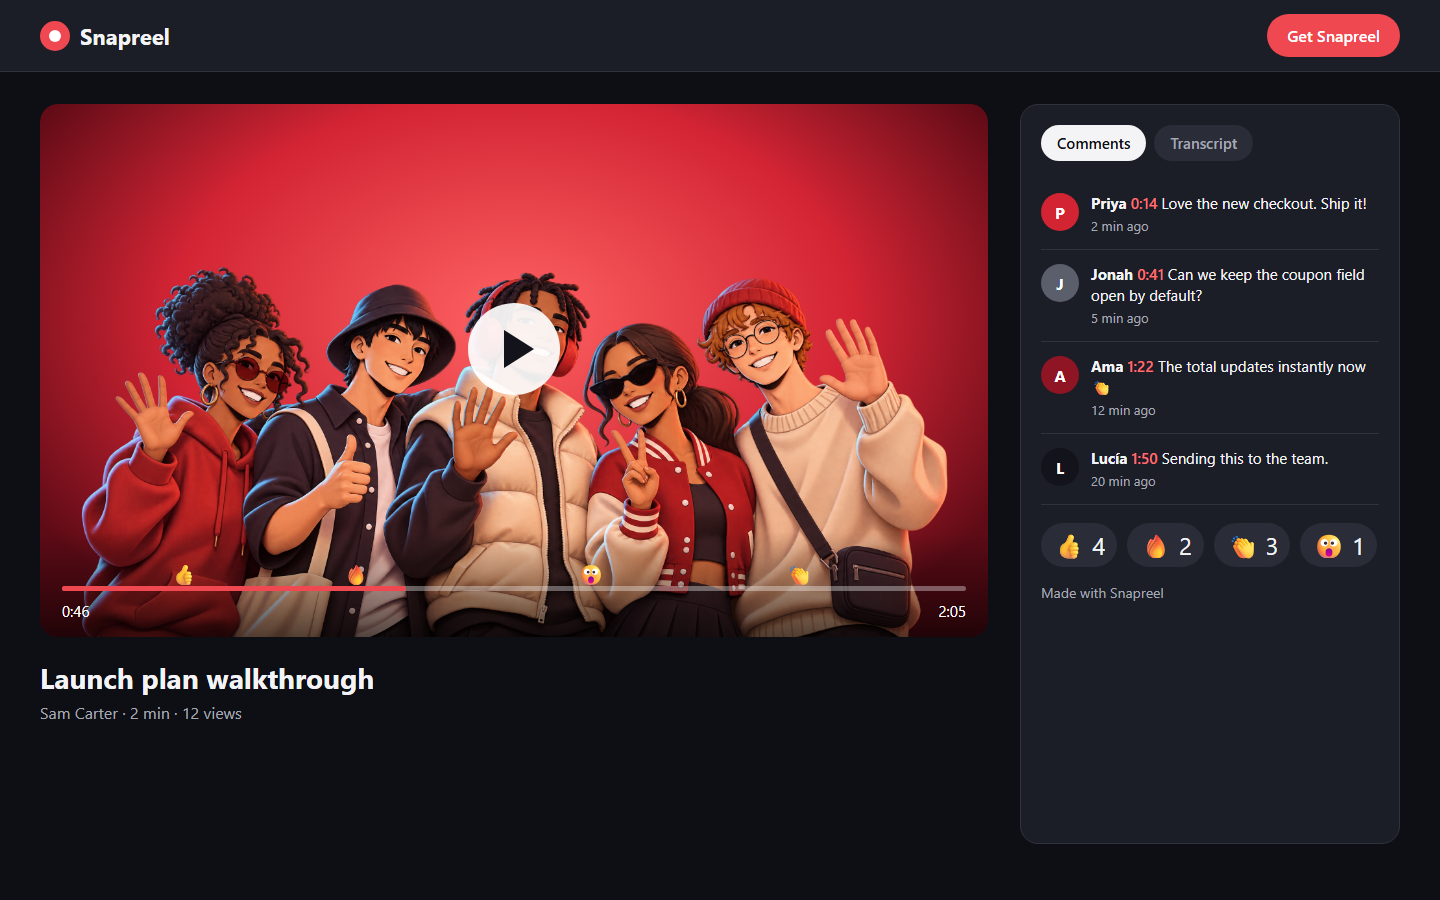 Snapreel
Get Snapreel
0:46
2:05
Launch plan walkthrough
Sam Carter · 2 min · 12 views
Comments
Transcript
P
Priya 0:14 Love the new checkout. Ship it!
2 min ago
J
Jonah 0:41 Can we keep the coupon field
open by default?
5 min ago
A
Ama 1:22 The total updates instantly now
👏
12 min ago
L
Lucía 1:50 Sending this to the team.
20 min ago
👍 4
🔥 2
👏 3
😱 1
Made with Snapreel